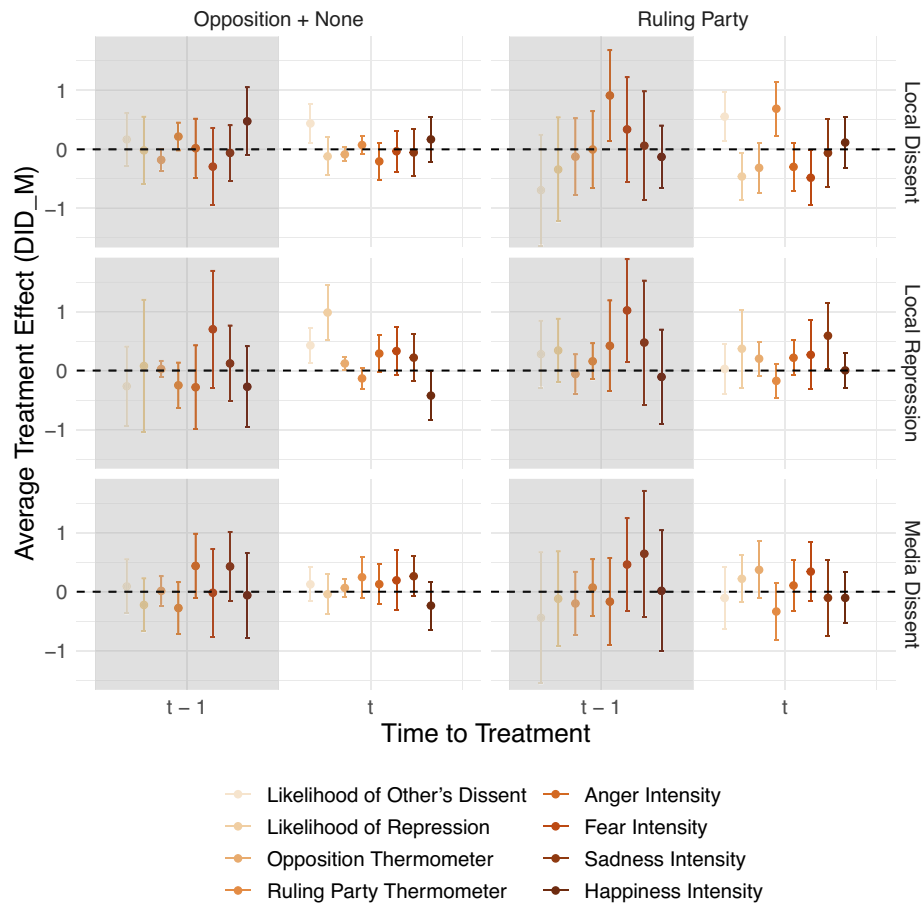 Opposition + None
Ruling Party
Average Treatment Effect (DID_M)
1
0
−1
Local Dissent
1
0
−1
Local Repression
1
0
−1
Media Dissent
t − 1
t
t − 1
t
Time to Treatment
Likelihood of Other's Dissent
Likelihood of Repression
Opposition Thermometer
Ruling Party Thermometer
Anger Intensity
Fear Intensity
Sadness Intensity
Happiness Intensity